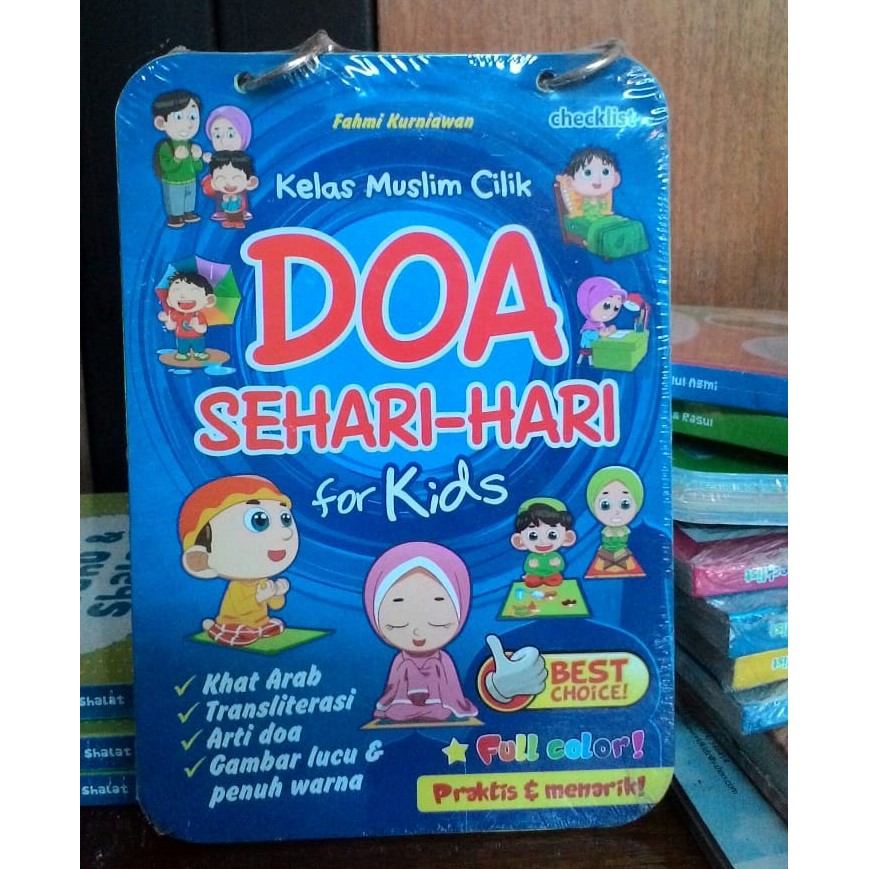 Fahmi Kurniawan
checklist
Kelas Muslim Cilik
DOA
SEHARI-HARI
for Kids
Khat Arab
Transliterasi
Arti doa
Gambar lucu &
penuh warna
BEST
CHOICE!
Full color!
Praktis & menarik!
& Rasul
Shalat
Shalat
Shalat